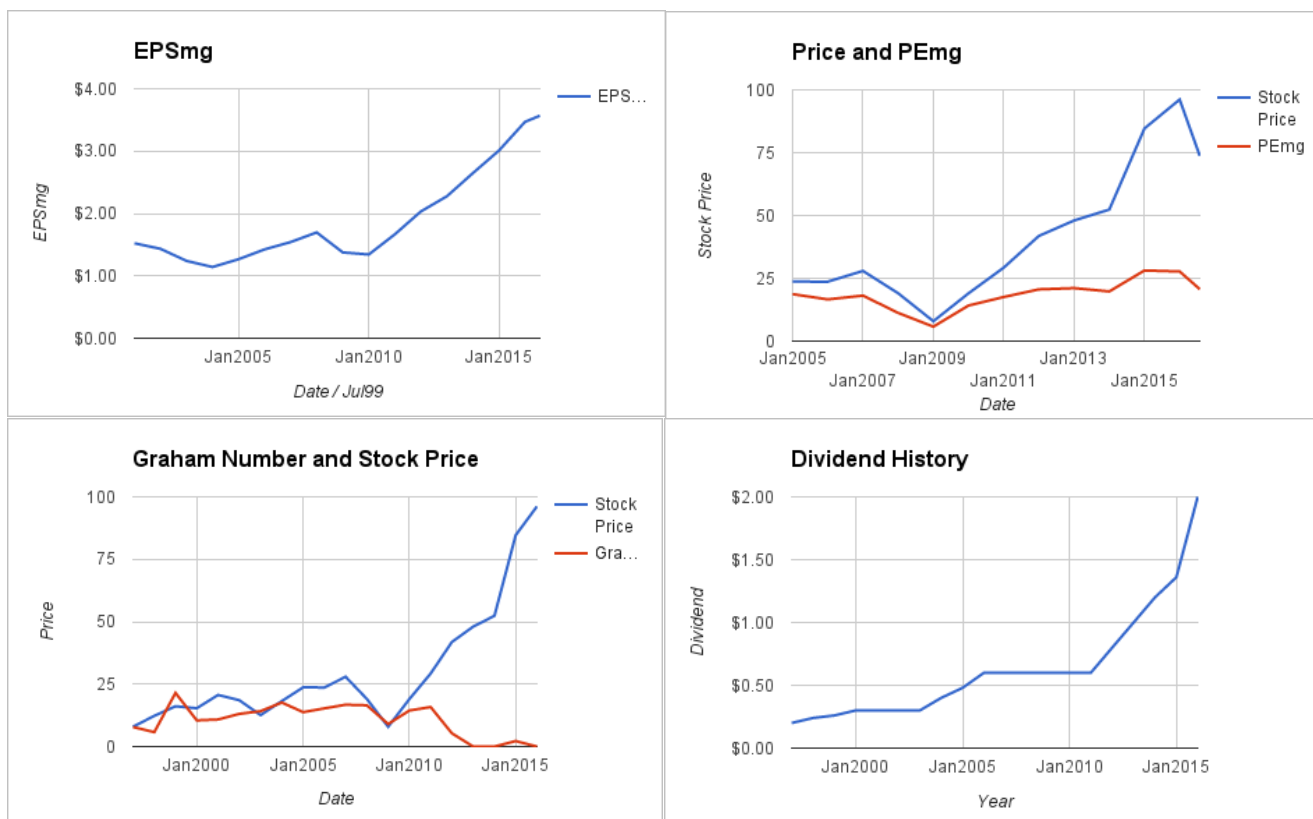 EPSmg
$4.00
$3.00
$2.00
$1.00
$0.00
EPSmg
Jan2005
Jan2010
Jan2015
Date / Jul99
EPS...
Price and PEmg
100
75
50
25
0
Stock Price
Jan2005
Jan2007
Jan2009
Jan2011
Jan2013
Jan2015
Date
Stock
Price
PEmg
Graham Number and Stock Price
100
75
50
25
0
Price
Jan2000
Jan2005
Jan2010
Jan2015
Date
Stock
Price
Gra...
Dividend History
$2.00
$1.50
$1.00
$0.50
$0.00
Dividend
Jan2000
Jan2005
Jan2010
Jan2015
Year